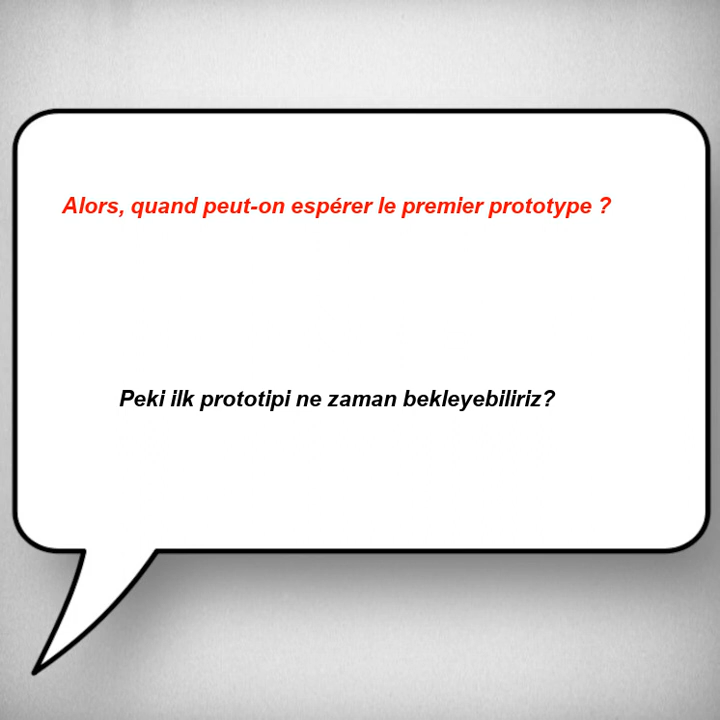 Alors, quand peut-on espérer le premier prototype ?
Peki ilk prototipi ne zaman bekleyebiliriz?